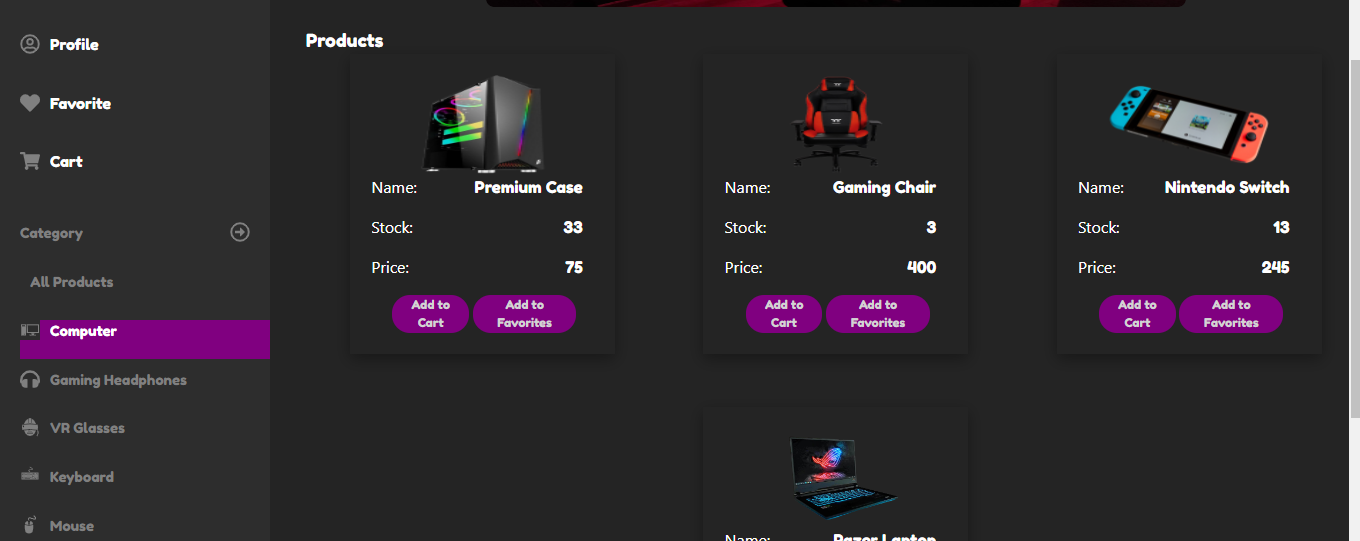 Profile
Favorite
Cart
Category
All Products
Computer
Gaming Headphones
VR Glasses
Keyboard
Mouse
Products
Name: Premium Case
Stock: 33
Price: 75
Add to
Cart
Add to
Favorites
Name: Gaming Chair
Stock: 3
Price: 400
Add to
Cart
Add to
Favorites
Name: Nintendo Switch
Stock: 13
Price: 245
Add to
Cart
Add to
Favorites
Name: Razer Laptop